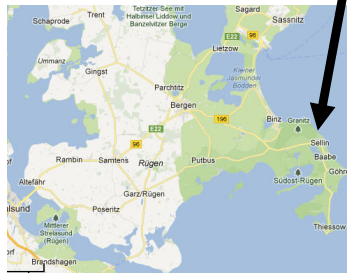 Tetzitzer See mit
Halbinsel Liddow und
Banzelvitzer Berge
Trent
Schaprode
Sagard
Sassnitz
E22
96
Lietzow
Ummanz
Gingst
Kleiner
Jasmunder
Bodden
Parchtitz
Bergen
196
Binz
Granitz
E22
Sellin
96
Baabe
Rambin
Samtens
Rügen
Putbus
Göhre
Südost-Rügen
Altefähr
Garz/Rügen
Poseritz
alsund
Mittlerer
Strelasund
(Rügen)
Thiessow
Brandshagen